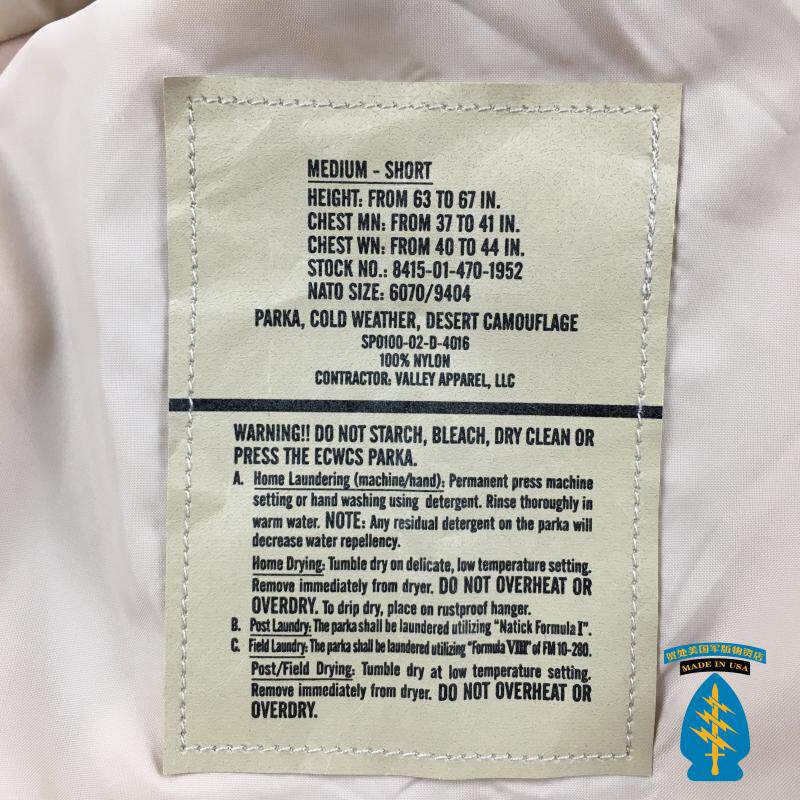 MEDIUM - SHORT
HEIGHT: FROM 63 TO 67 IN.
CHEST MN: FROM 37 TO 41 IN.
CHEST WN: FROM 40 TO 44 IN.
STOCK NO.: 8415-01-470-1952
NATO SIZE: 6070/9404
PARKA, COLD WEATHER, DESERT CAMOUFLAGE
SP0100-02-D-4016
100% NYLON
CONTRACTOR: VALLEY APPAREL, LLC
WARNING!! DO NOT STARCH, BLEACH, DRY CLEAN OR
PRESS THE ECWCS PARKA.
A. Home Laundering (machine/hand): Permanent press machine
setting or hand washing using detergent. Rinse thoroughly in
warm water. NOTE: Any residual detergent on the parka will
decrease water repellency.
Home Drying: Tumble dry on delicate, low temperature setting.
Remove immediately from dryer. DO NOT OVERHEAT OR
OVERDRY. To drip dry, place on rustproof hanger.
B. Post Laundry: The parka shall be laundered utilizing "Natick Formula I".
C. Field Laundry: The parka shall be laundered utilizing "Formula VIII" of FM 10-280.
Post/Field Drying: Tumble dry at low temperature setting.
Remove immediately from dryer. DO NOT OVERHEAT OR
OVERDRY.
处美国军版物资店
MADE IN USA